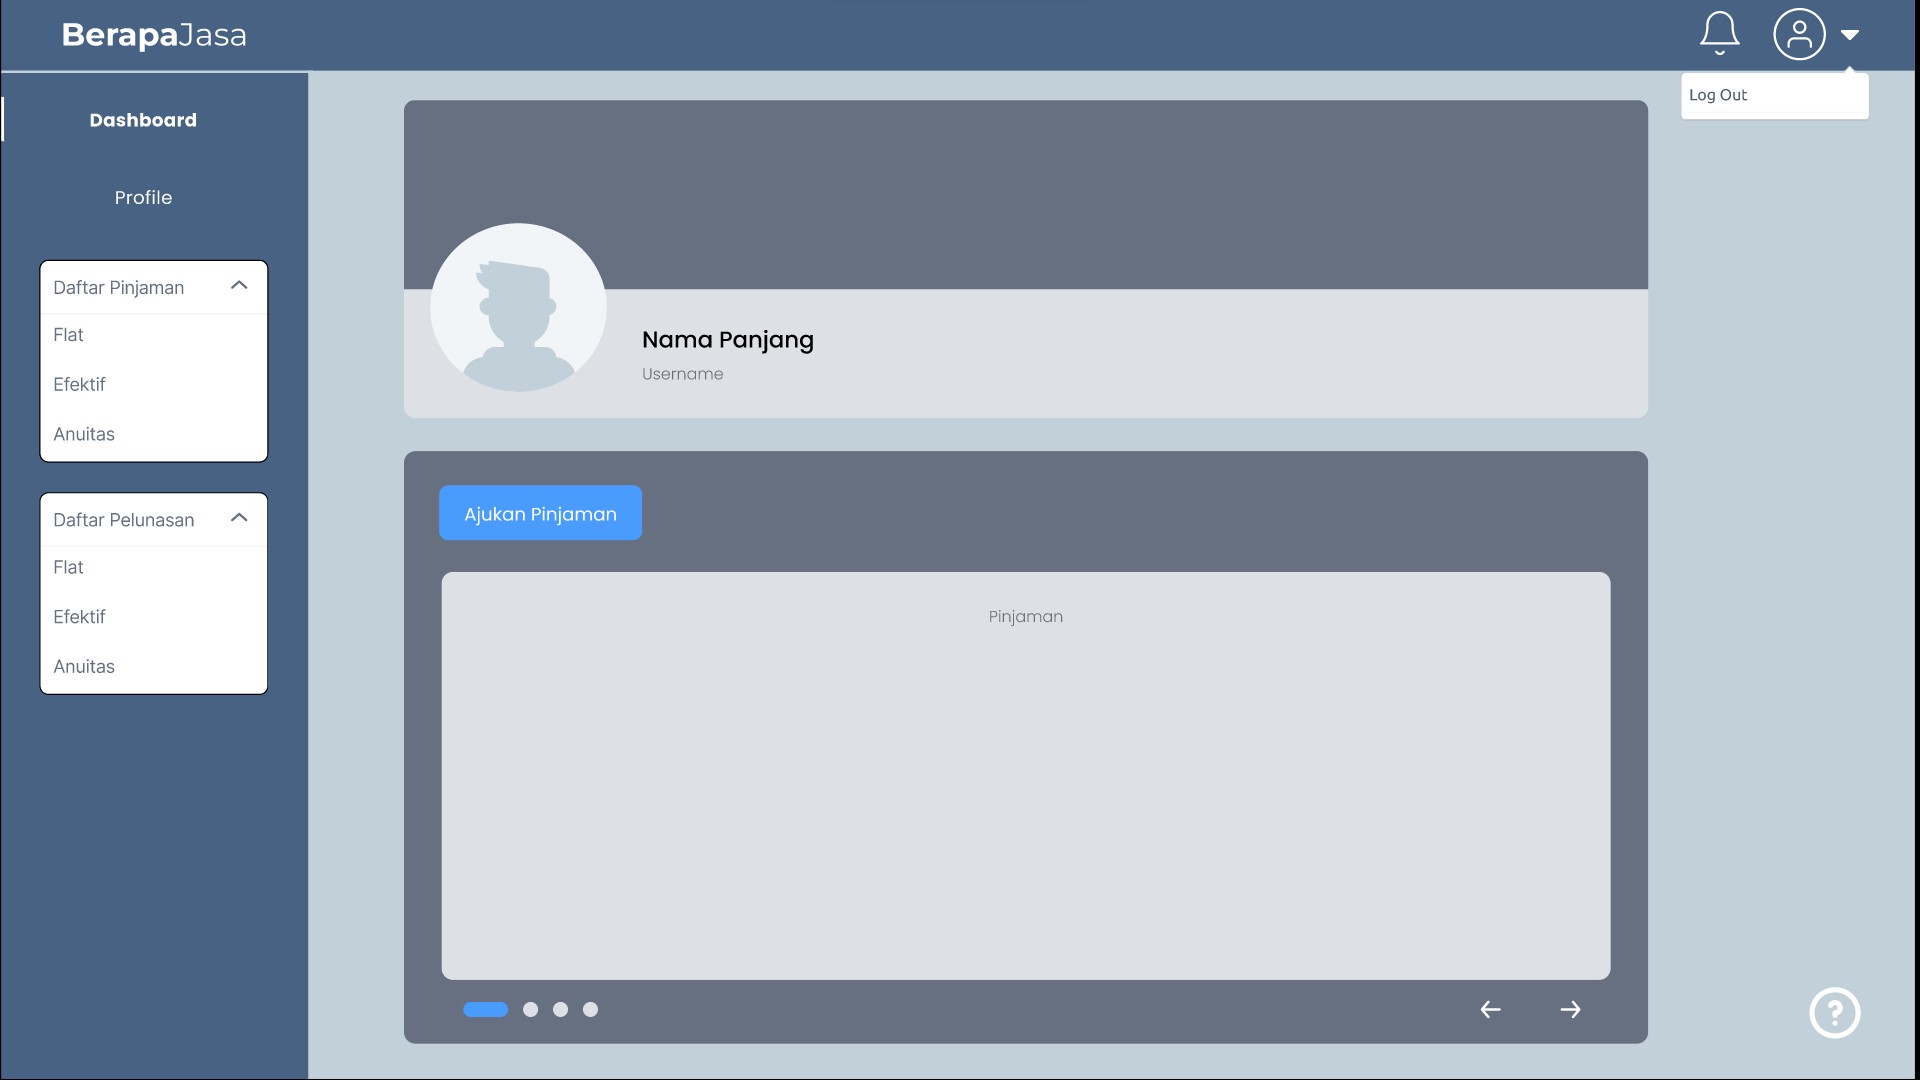 BerapaJasa
Log Out
Dashboard
Profile
Daftar Pinjaman
Flat
Efektif
Anuitas
Daftar Pelunasan
Flat
Efektif
Anuitas
Nama Panjang
Username
Ajukan Pinjaman
Pinjaman
?